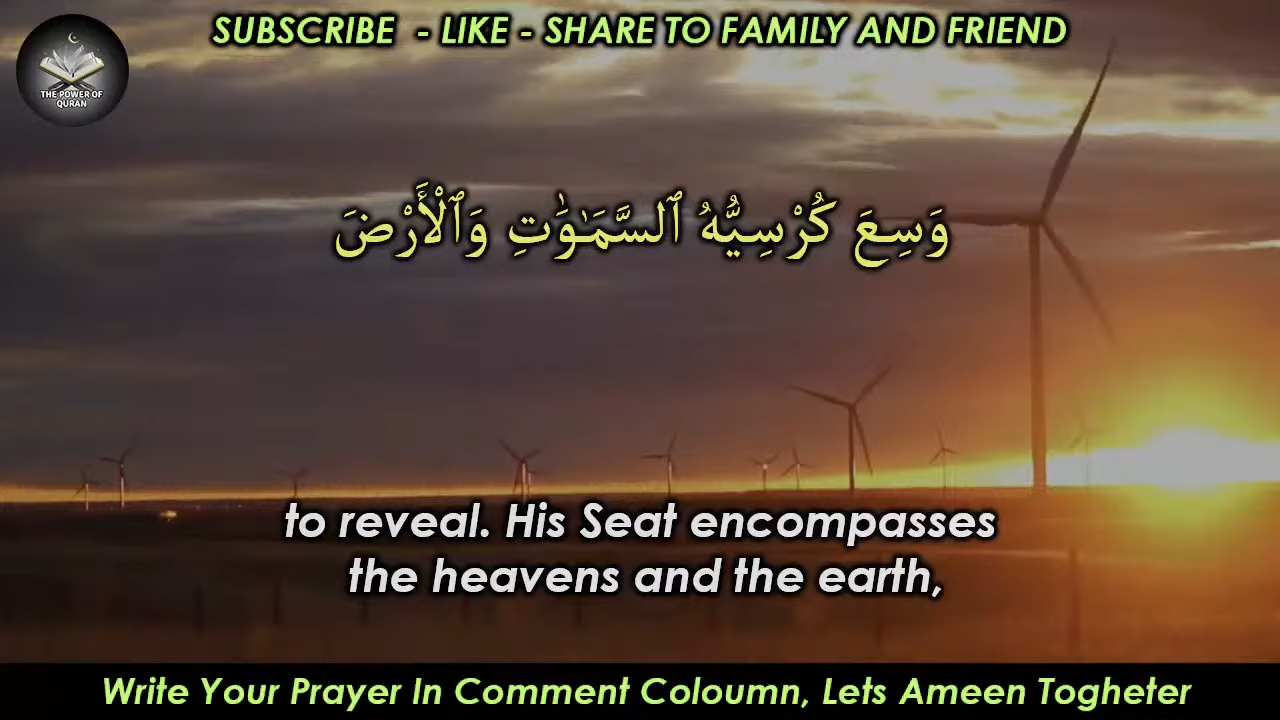 SUBSCRIBE - LIKE - SHARE TO FAMILY AND FRIEND
THE POWER OF
QURAN
وَسِعَ كُرْسِيُّهُ ٱلسَّمَـٰوَٰتِ وَٱلْأَرْضَ
to reveal. His Seat encompasses
the heavens and the earth,
Write Your Prayer In Comment Coloumn, Lets Ameen Togheter